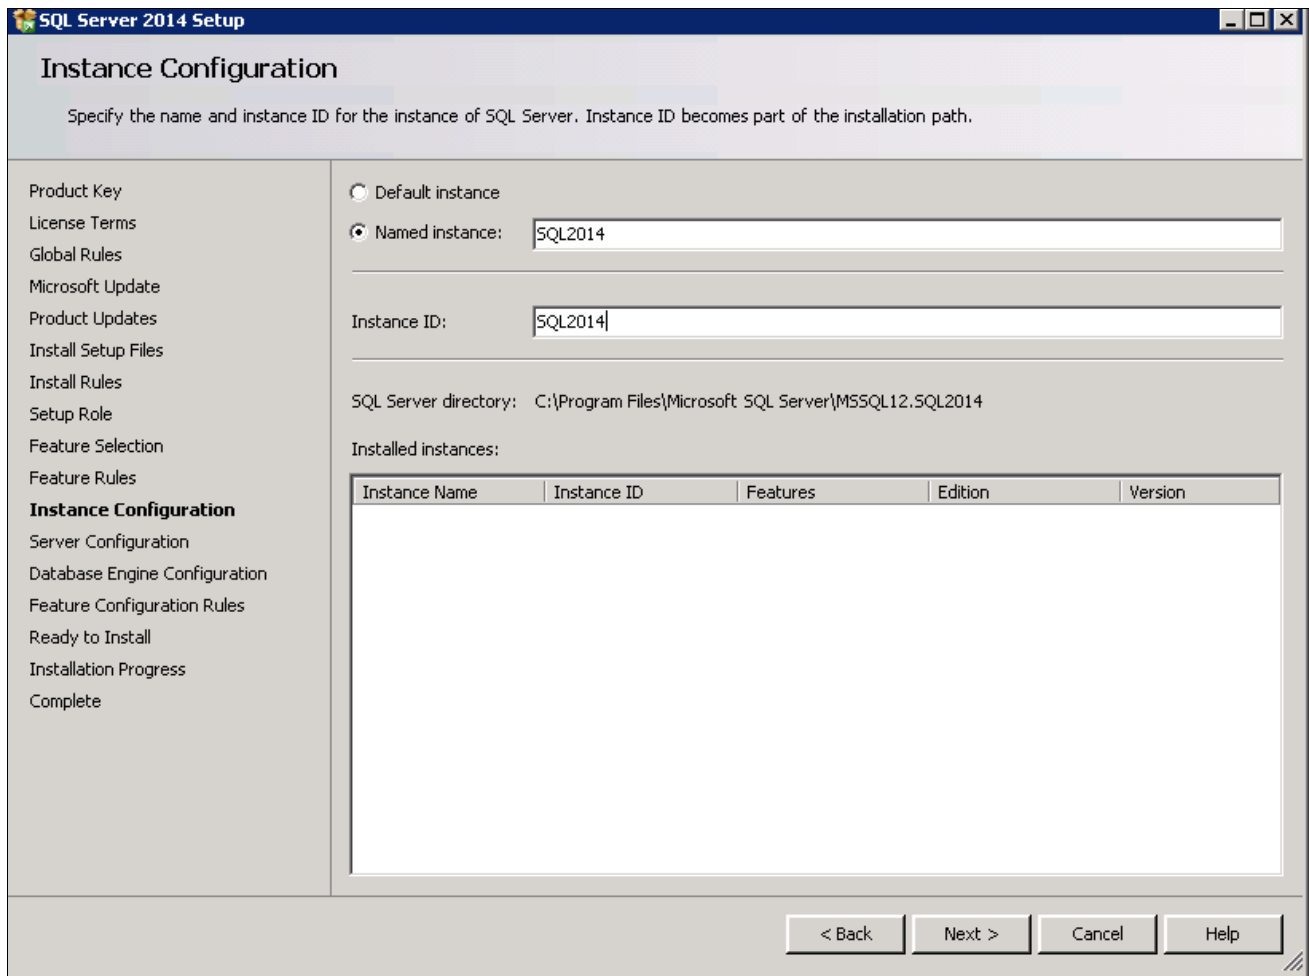 SQL Server 2014 Setup
Instance Configuration
Specify the name and instance ID for the instance of SQL Server. Instance ID becomes part of the installation path.
Product Key
License Terms
Global Rules
Microsoft Update
Product Updates
Install Setup Files
Install Rules
Setup Role
Feature Selection
Feature Rules
Instance Configuration
Server Configuration
Database Engine Configuration
Feature Configuration Rules
Ready to Install
Installation Progress
Complete
Default instance
Named instance: SQL2014
Instance ID: SQL2014
SQL Server directory: C:\Program Files\Microsoft SQL Server\MSSQL12.SQL2014
Installed instances:
Instance Name Instance ID Features Edition Version
< Back Next > Cancel Help